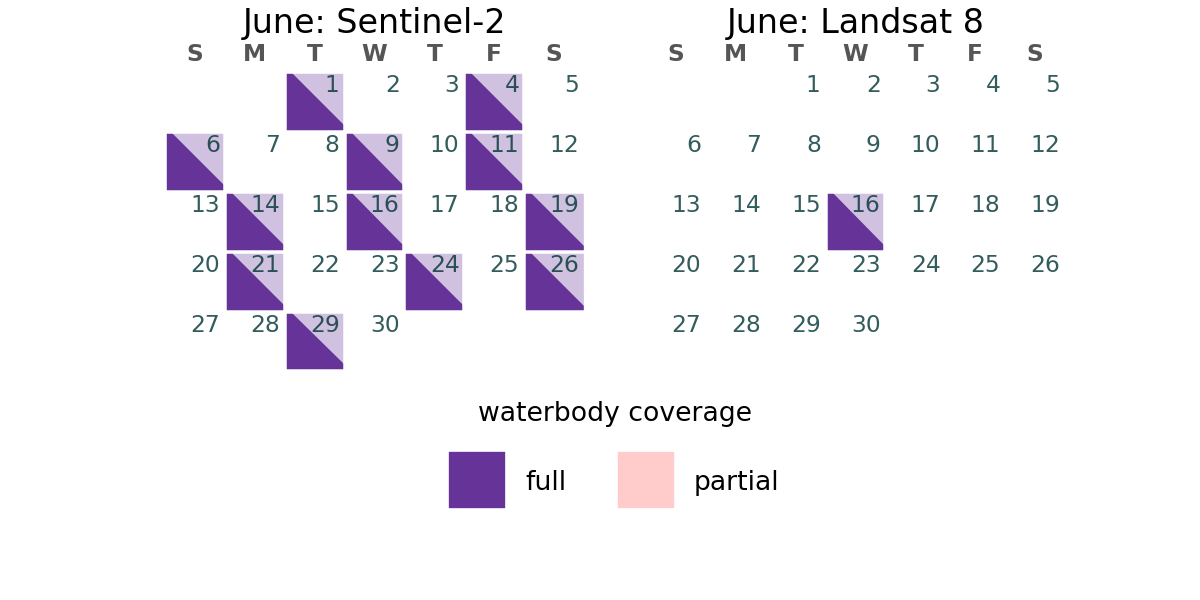 June: Sentinel-2
S M T W T F S
1 2 3 4 5
6 7 8 9 10 11 12
13 14 15 16 17 18 19
20 21 22 23 24 25 26
27 28 29 30
June: Landsat 8
S M T W T F S
1 2 3 4 5
6 7 8 9 10 11 12
13 14 15 16 17 18 19
20 21 22 23 24 25 26
27 28 29 30
waterbody coverage
full
partial